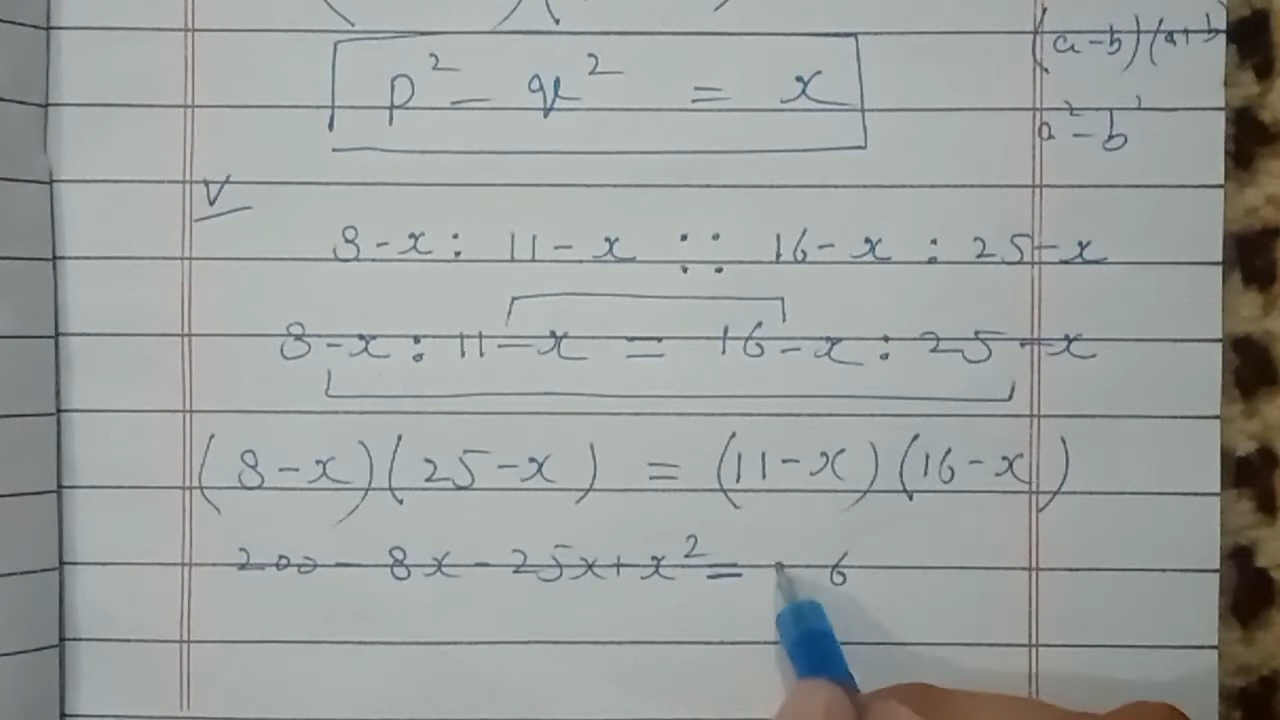 (a-b)(a+b)
p² - q² = x
a² - b²
V
8-x : 11-x :: 16-x : 25-x
8-x : 11-x = 16-x : 25-x
(8-x)(25-x) = (11-x)(16-x)
200 - 8x - 25x + x² = 6